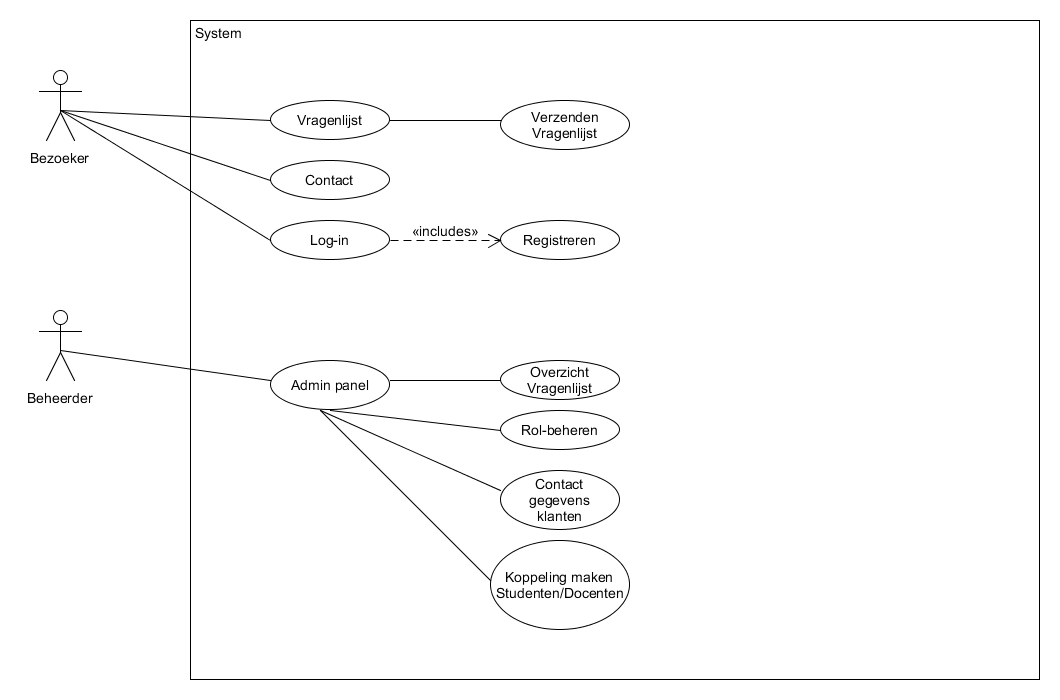 System
Bezoeker
Vragenlijst
Verzenden
Vragenlijst
Contact
Log-in
«includes»
Registreren
Beheerder
Admin panel
Overzicht
Vragenlijst
Rol-beheren
Contact
gegevens
klanten
Koppeling maken
Studenten/Docenten